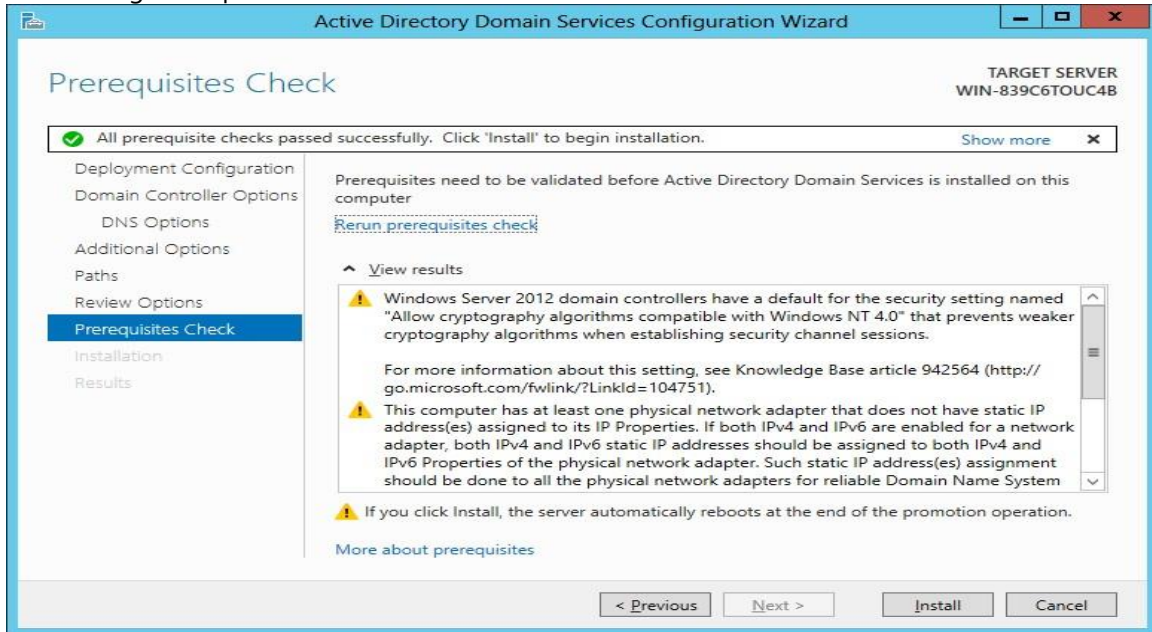 Active Directory Domain Services Configuration Wizard
Prerequisites Check
TARGET SERVER
WIN-839C6TOUC4B
All prerequisite checks passed successfully. Click 'Install' to begin installation.
Show more
Deployment Configuration
Domain Controller Options
DNS Options
Additional Options
Paths
Review Options
Prerequisites Check
Installation
Results
Prerequisites need to be validated before Active Directory Domain Services is installed on this
computer
Rerun prerequisites check
View results
Windows Server 2012 domain controllers have a default for the security setting named
"Allow cryptography algorithms compatible with Windows NT 4.0" that prevents weaker
cryptography algorithms when establishing security channel sessions.
For more information about this setting, see Knowledge Base article 942564 (http://
go.microsoft.com/fwlink/?LinkId=104751).
This computer has at least one physical network adapter that does not have static IP
address(es) assigned to its IP Properties. If both IPv4 and IPv6 are enabled for a network
adapter, both IPv4 and IPv6 static IP addresses should be assigned to both IPv4 and
IPv6 Properties of the physical network adapter. Such static IP address(es) assignment
should be done to all the physical network adapters for reliable Domain Name System
If you click Install, the server automatically reboots at the end of the promotion operation.
More about prerequisites
< Previous
Next >
Install
Cancel